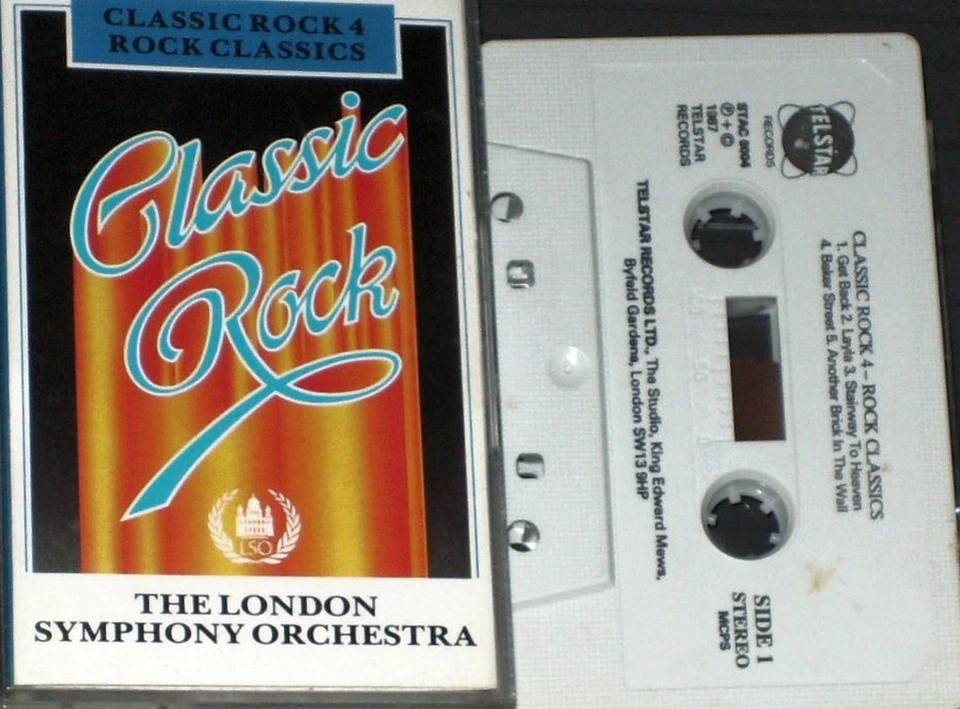 CLASSIC ROCK 4
ROCK CLASSICS
Classic
Rock
LSO
THE LONDON
SYMPHONY ORCHESTRA
TELSTAR
RECORDS
STAC 8004
℗ + ©
1987
TELSTAR
RECORDS
CLASSIC ROCK 4 – ROCK CLASSICS
1. Get Back 2. Layla 3. Stairway To Heaven
4. Baker Street 5. Another Brick In The Wall
TELSTAR RECORDS LTD., The Studio, King Edward Mews,
Byfeld Gardens, London SW13 9HP
SIDE 1
STEREO
MCPS